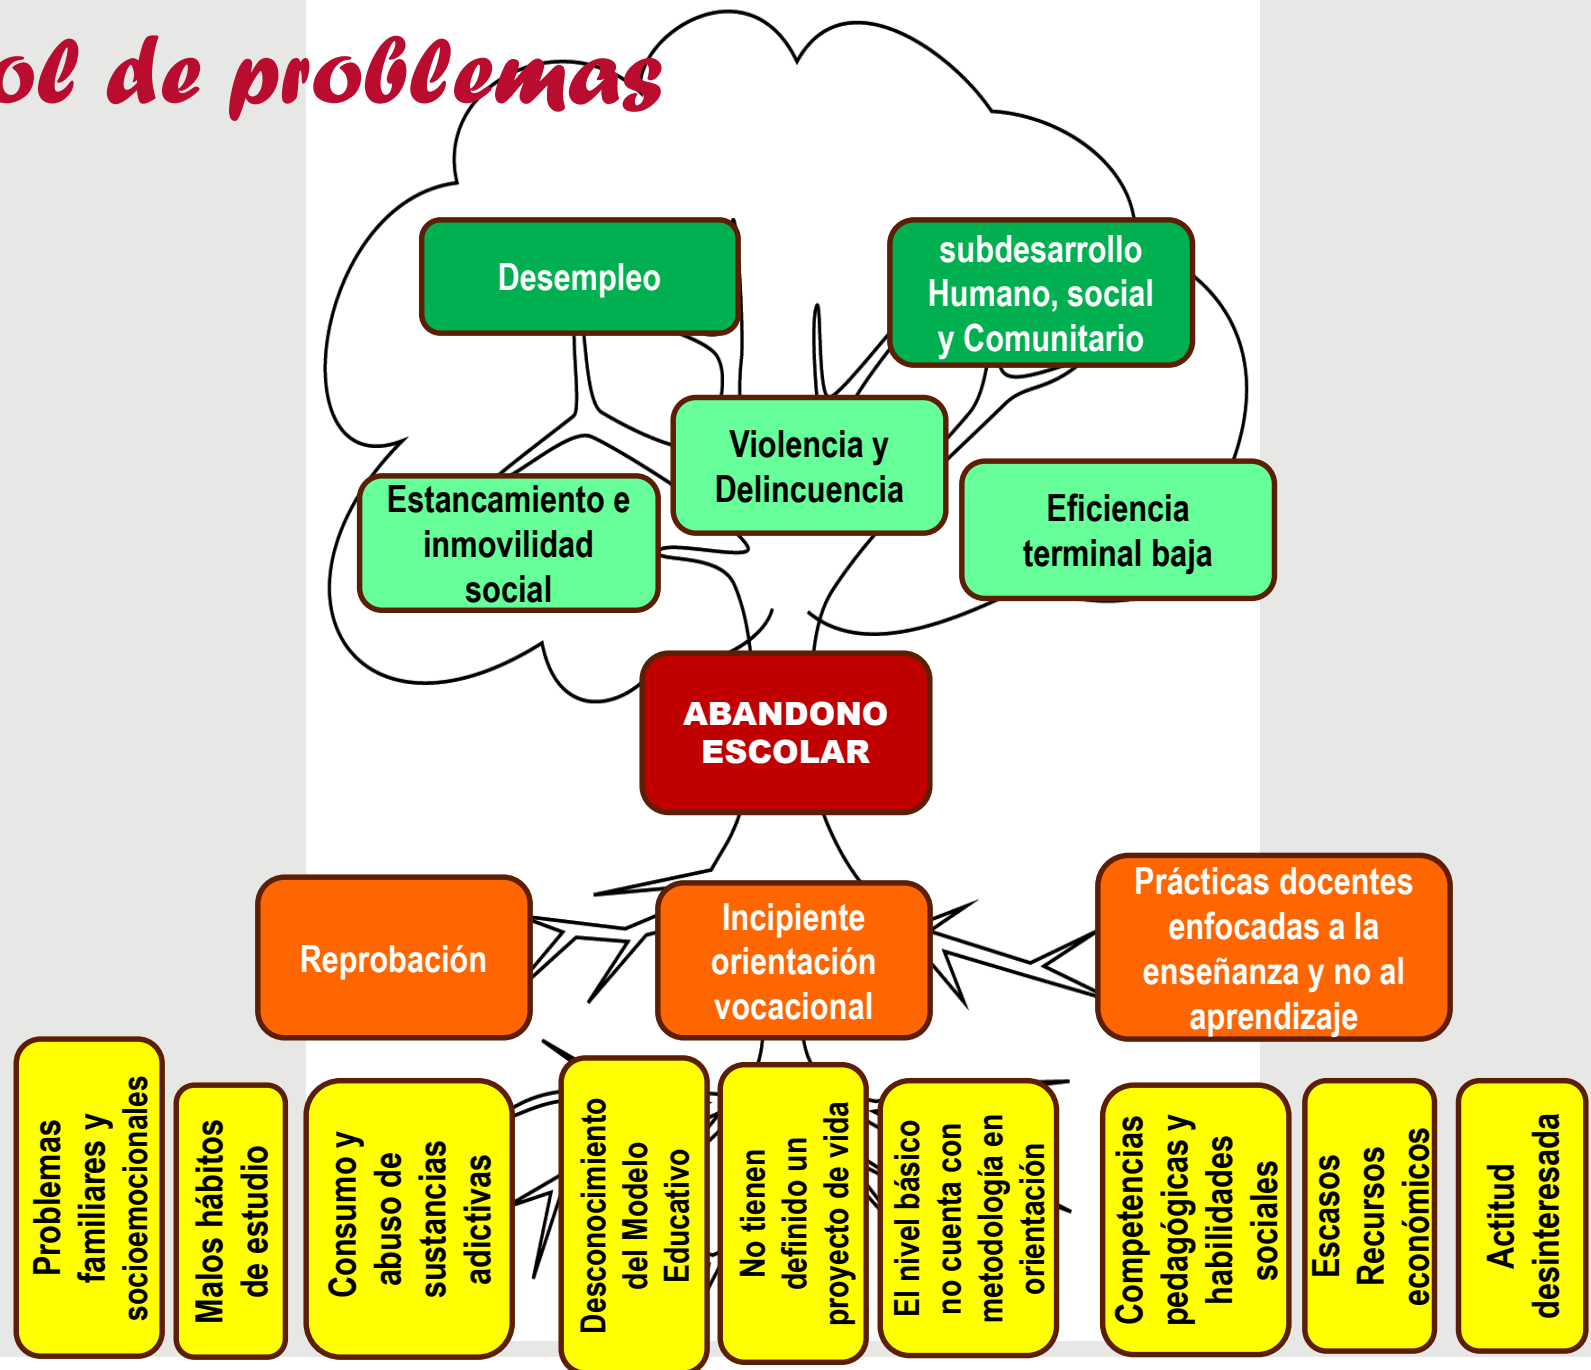 ol de problemas
Desempleo
subdesarrollo
Humano, social
y Comunitario
Violencia y
Delincuencia
Estancamiento e
inmovilidad
social
Eficiencia
terminal baja
ABANDONO
ESCOLAR
Reprobación
Incipiente
orientación
vocacional
Prácticas docentes
enfocadas a la
enseñanza y no al
aprendizaje
Problemas
familiares y
socioemocionales
Malos hábitos
de estudio
Consumo y
abuso de
sustancias
adictivas
Desconocimiento
del Modelo
Educativo
No tienen
definido un
proyecto de vida
El nivel básico
no cuenta con
metodología en
orientación
Competencias
pedagógicas y
habilidades
sociales
Escasos
Recursos
económicos
Actitud
desinteresada